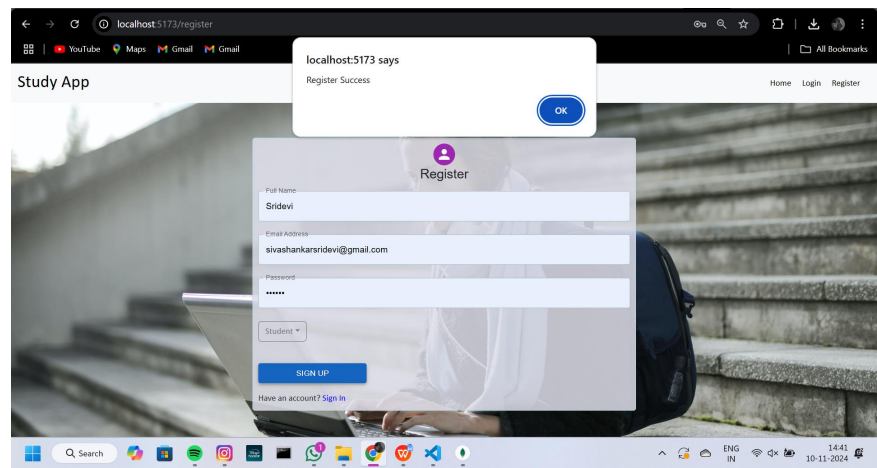 localhost:5173/register
YouTube Maps Gmail Gmail All Bookmarks
localhost:5173 says
Register Success
OK
Study App
Home Login Register
Register
Full Name
Sridevi
Email Address
sivashankarsridevi@gmail.com
Password
••••••
Student
SIGN UP
Have an account? Sign In
Search
ENG
IN
14:41
10-11-2024